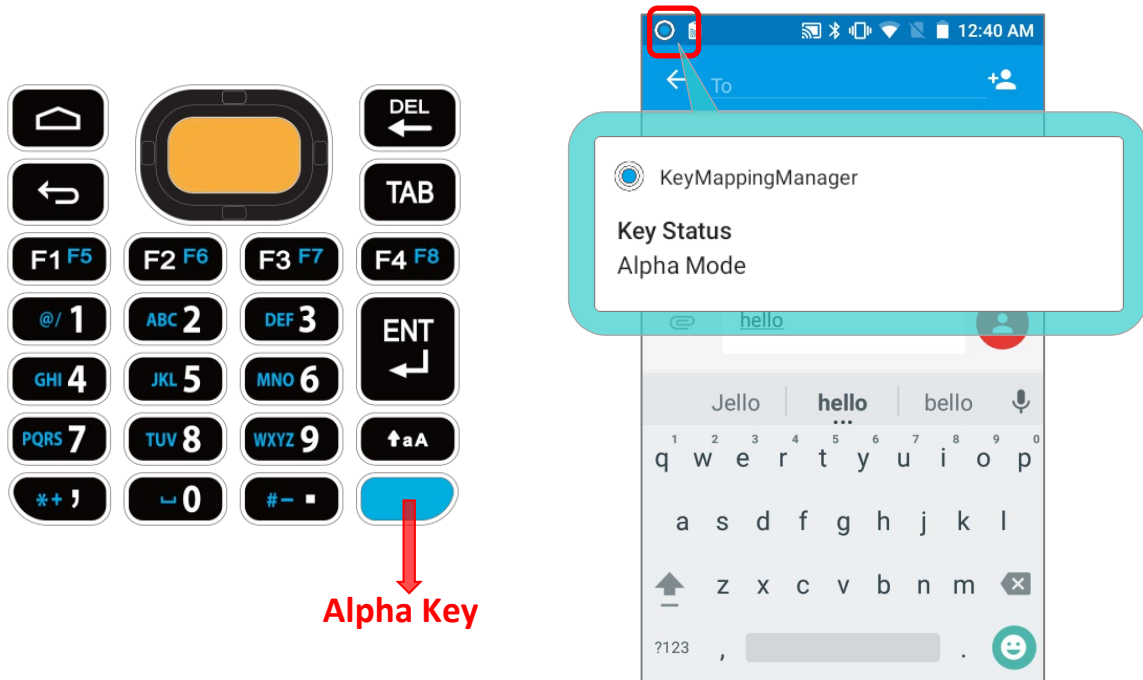 DEL
TAB
F1 F5
F2 F6
F3 F7
F4 F8
@/ 1
ABC 2
DEF 3
ENT
GHI 4
JKL 5
MNO 6
PQRS 7
TUV 8
WXYZ 9
aA
*+ ,
⎵ 0
#- .
Alpha Key
12:40 AM
To
KeyMappingManager
Key Status
Alpha Mode
hello
Jello hello bello
1 2 3 4 5 6 7 8 9 0
q w e r t y u i o p
a s d f g h j k l
z x c v b n m
?123 , .